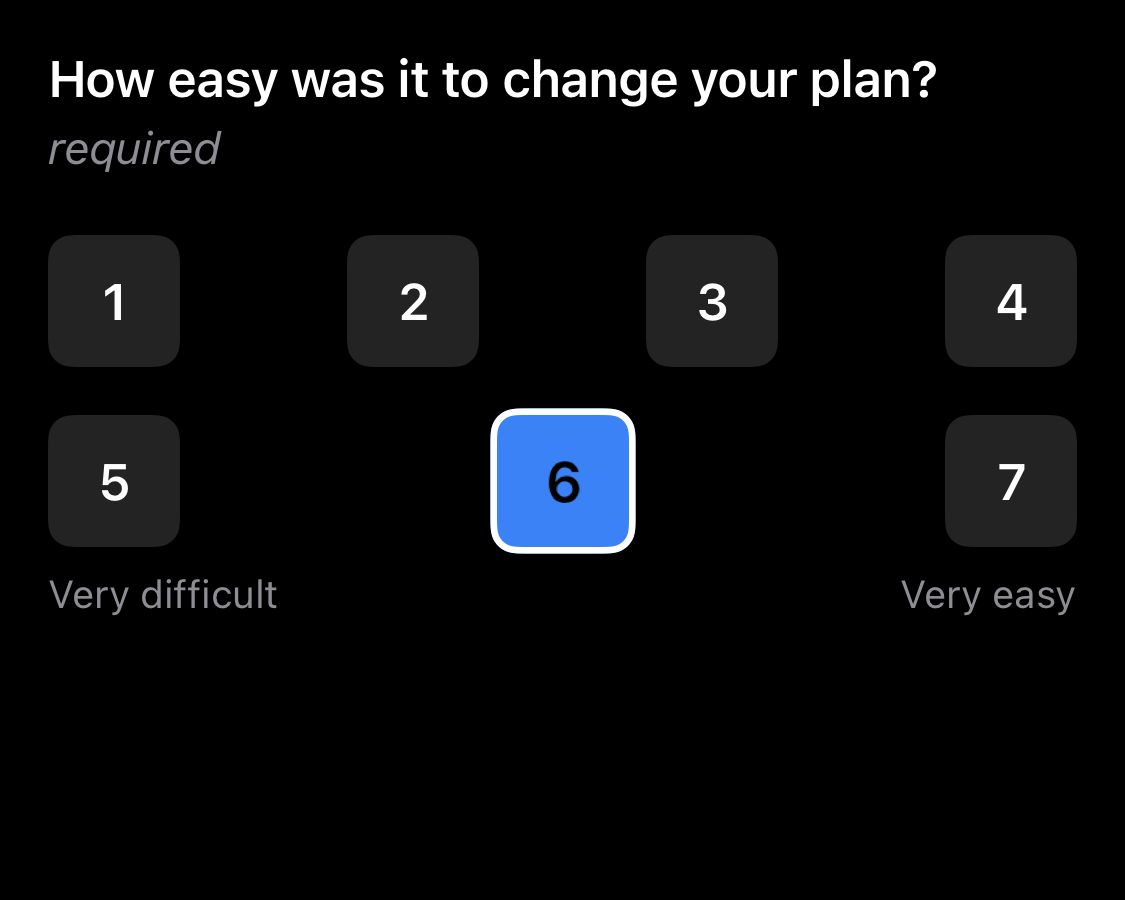 How easy was it to change your plan?
required
1 2 3 4
5 6 7
Very difficult Very easy